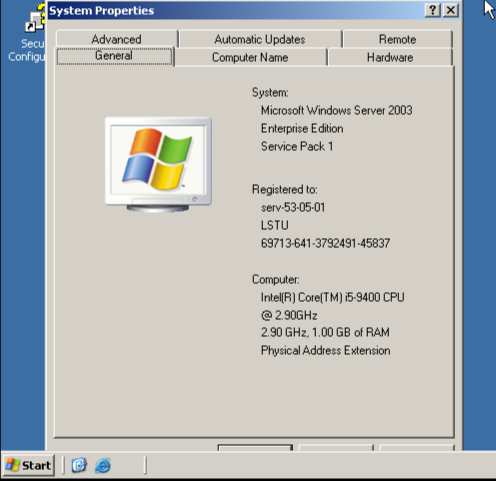 System Properties
Secu
Configu
Advanced
Automatic Updates
Remote
General
Computer Name
Hardware
System:
Microsoft Windows Server 2003
Enterprise Edition
Service Pack 1
Registered to:
serv-53-05-01
LSTU
69713-641-3792491-45837
Computer:
Intel(R) Core(TM) i5-9400 CPU
@ 2.90GHz
2.90 GHz, 1.00 GB of RAM
Physical Address Extension
Start